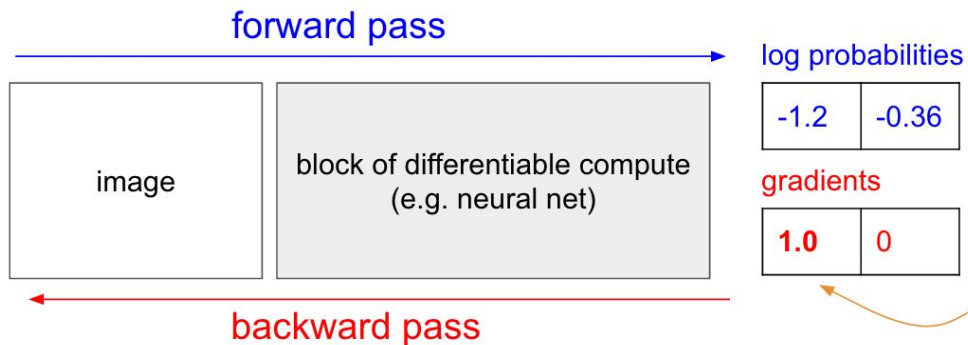 forward pass
log probabilities
-1.2 -0.36
image
block of differentiable compute
(e.g. neural net)
gradients
1.0 0
backward pass